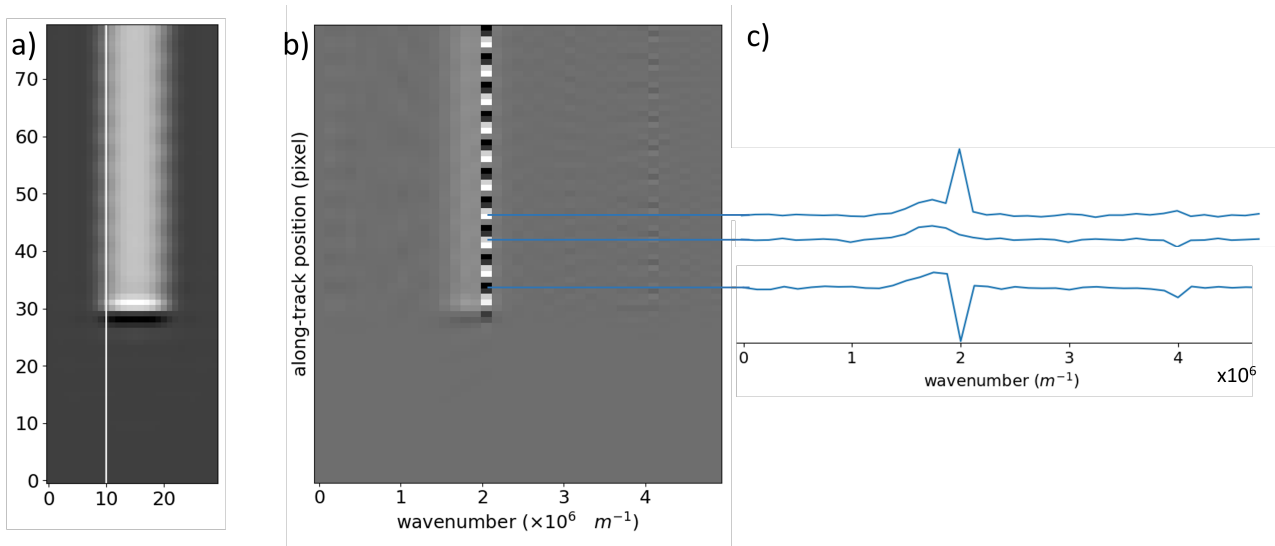 a)
70
60
50
40
30
20
10
0
0 10 20
b)
along-track position (pixel)
0 1 2 3 4
wavenumber (×10⁶ m⁻¹)
c)
0 1 2 3 4
wavenumber (m⁻¹)
x10⁶